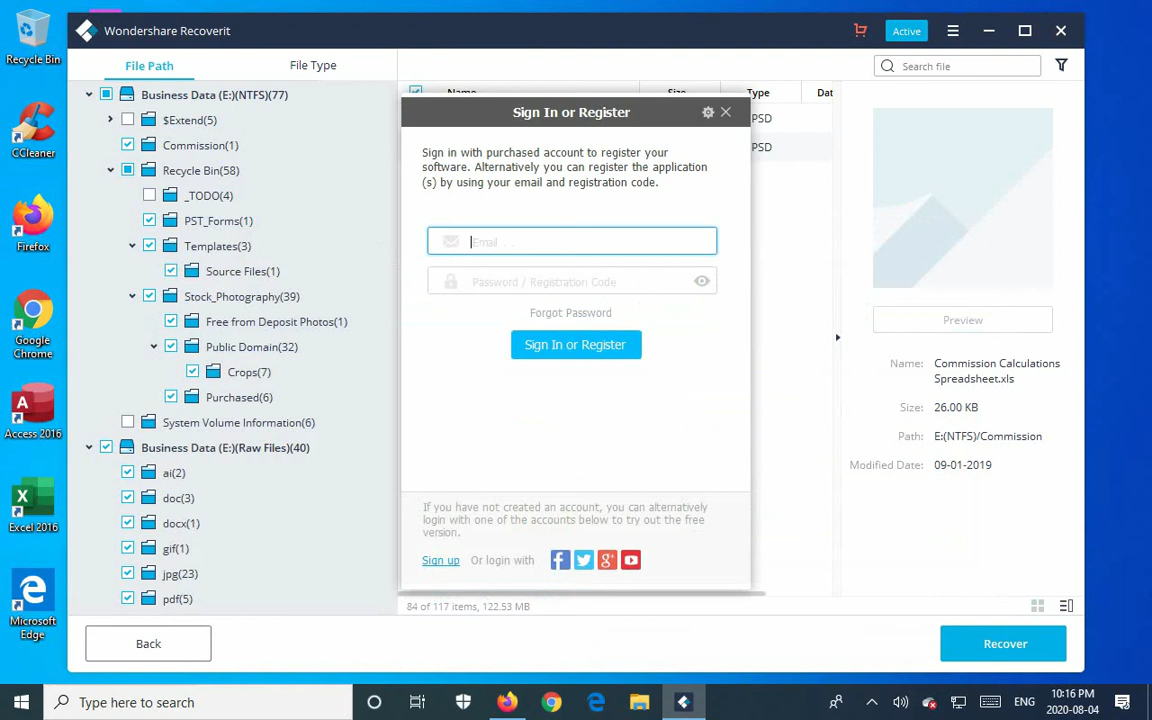 Recycle Bin
CCleaner
Firefox
Google
Chrome
Access 2016
Excel 2016
Microsoft
Edge
Wondershare Recoverit
Active
File Path
File Type
Search file
Business Data (E:)(NTFS)(77)
$Extend(5)
Commission(1)
Recycle Bin(58)
_TODO(4)
PST_Forms(1)
Templates(3)
Source Files(1)
Stock_Photography(39)
Free from Deposit Photos(1)
Public Domain(32)
Crops(7)
Purchased(6)
System Volume Information(6)
Business Data (E:)(Raw Files)(40)
ai(2)
doc(3)
docx(1)
gif(1)
jpg(23)
pdf(5)
Name Size Type Dat
PSD
PSD
Sign In or Register
Sign in with purchased account to register your
software. Alternatively you can register the application
(s) by using your email and registration code.
Email . . .
Password / Registration Code
Forgot Password
Sign In or Register
If you have not created an account, you can alternatively
login with one of the accounts below to try out the free
version.
Sign up Or login with
84 of 117 items, 122.53 MB
Preview
Name: Commission Calculations
Spreadsheet.xls
Size: 26.00 KB
Path: E:(NTFS)/Commission
Modified Date: 09-01-2019
Back
Recover
Type here to search
ENG
10:16 PM
2020-08-04